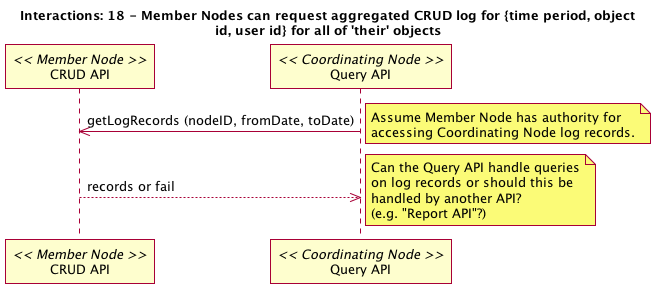 Interactions: 18 - Member Nodes can request aggregated CRUD log for {time period, object
id, user id} for all of 'their' objects
<< Member Node >>
CRUD API
<< Coordinating Node >>
Query API
getLogRecords (nodeID, fromDate, toDate)
Assume Member Node has authority for
accessing Coordinating Node log records.
records or fail
Can the Query API handle queries
on log records or should this be
handled by another API?
(e.g. "Report API"?)
<< Member Node >>
CRUD API
<< Coordinating Node >>
Query API